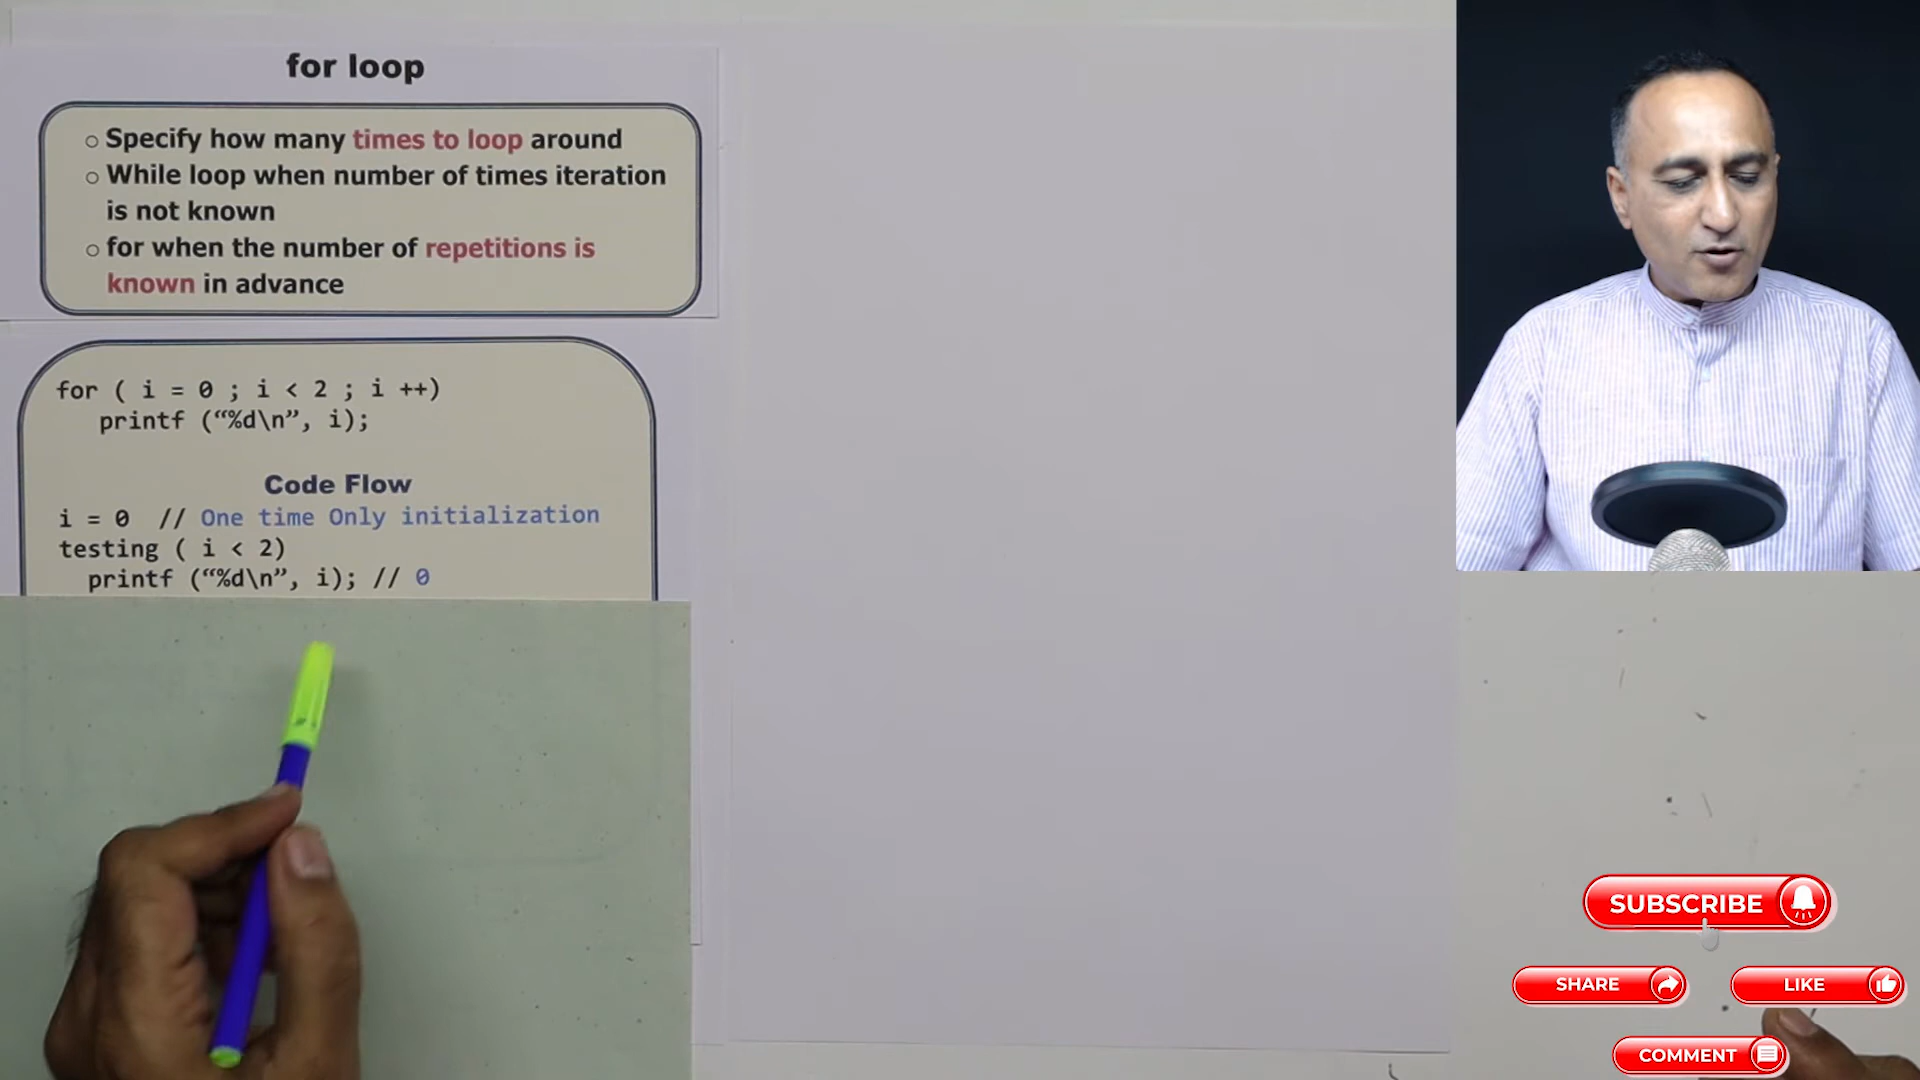 for loop
○ Specify how many times to loop around
○ While loop when number of times iteration
is not known
○ for when the number of repetitions is
known in advance
for ( i = 0 ; i < 2 ; i ++)
printf (“%d\n”, i);
Code Flow
i = 0 // One time Only initialization
testing ( i < 2)
printf (“%d\n”, i); // 0
SUBSCRIBE
SHARE
LIKE
COMMENT